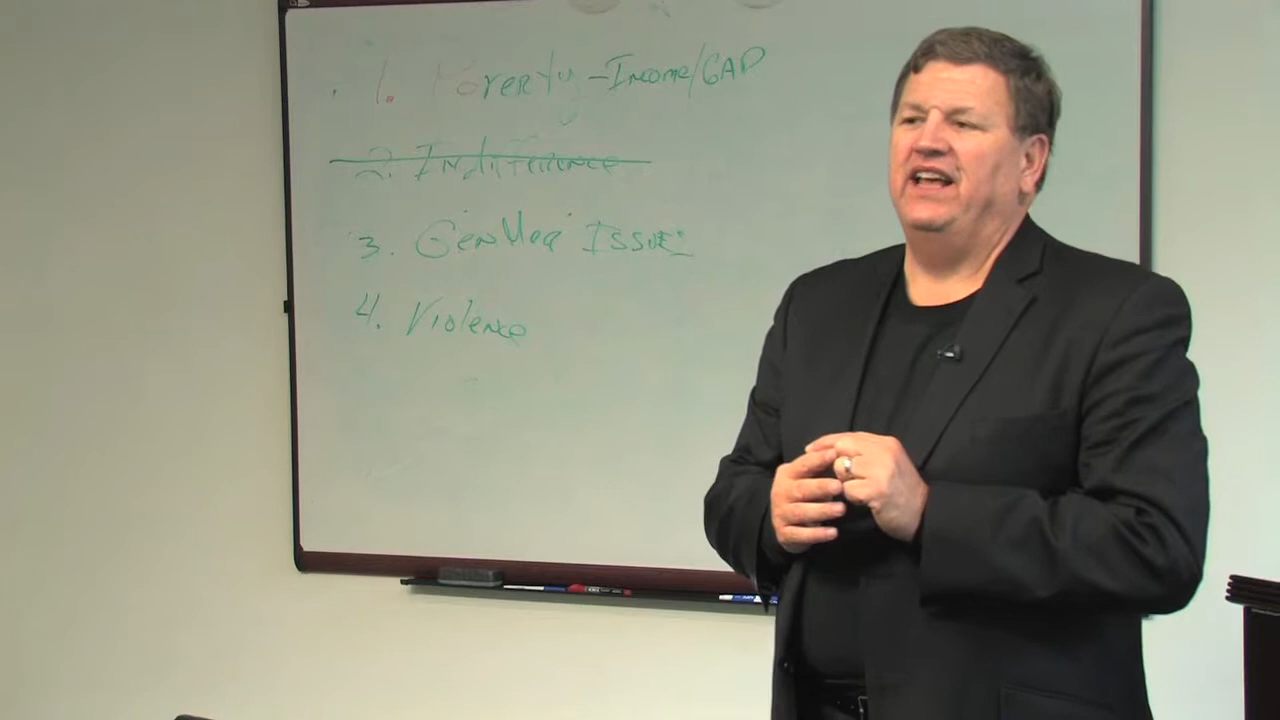 1. Poverty - Income/GAP
2. Indifference
3. Gender Issue
4. Violence